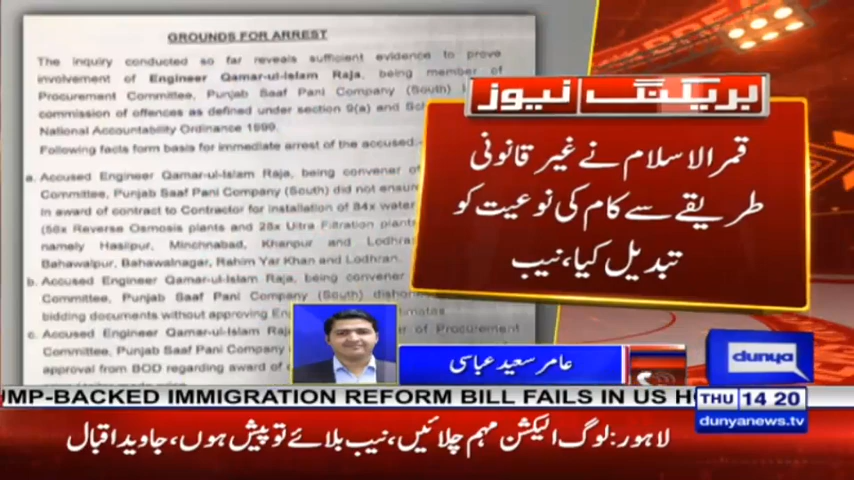 GROUNDS FOR ARREST
The inquiry conducted so far reveals sufficient evidence to prove
involvement of Engineer Qamar-ul-Islam Raja, being member of
Procurement Committee, Punjab Saaf Pani Company (South)
commission of offences as defined under section 9(a) and
National Accountability Ordinance 1999.
Following facts form basis for immediate arrest of the accused.
a. Accused Engineer Qamar-ul-Islam Raja, being convener of
Committee, Punjab Saaf Pani Company (South) did not
in award of contract to Contractor for installation of 84x water
(56x Reverse Osmosis plants and 28x Ultra Filtration plants
namely Hasilpur, Minchnabad, Khanpur and
Bahawalpur, Bahawalnagar, Rahim Yar Khan and Lodhran.
b. Accused Engineer Qamar-ul-Islam Raja, being convener
Committee, Punjab Saaf Pani Company (South)
bidding documents without approving
c. Accused Engineer Qamar-ul-Islam of Procurement
Committee, Punjab Saaf Pani Company
approval from BOD regarding award of
بریکنگ نیوز
قمرالاسلام نے غیر قانونی
طریقے سے کام کی نوعیت کو
تبدیل کیا، نیب
عامر سعید عباسی
dunya
UMP-BACKED IMMIGRATION REFORM BILL FAILS IN US H
THU 14 20
dunyanews.tv
لاہور: لوگ الیکشن مہم چلائیں، نیب بلائے تو پیش ہوں، جاوید اقبال